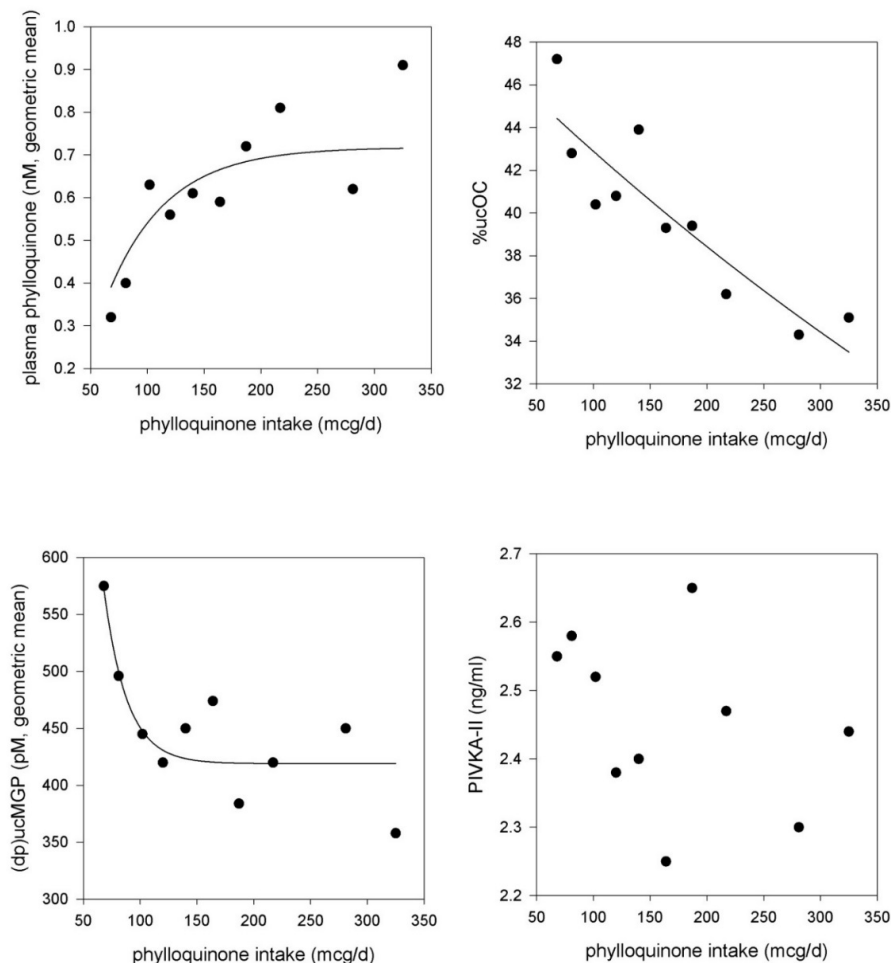 1.0
0.9
0.8
0.7
0.6
0.5
0.4
0.3
0.2
50 100 150 200 250 300 350
plasma phylloquinone (nM, geometric mean)
phylloquinone intake (mcg/d)
48
46
44
42
40
38
36
34
32
50 100 150 200 250 300 350
%ucOC
phylloquinone intake (mcg/d)
600
550
500
450
400
350
300
50 100 150 200 250 300 350
(dp)ucMGP (pM, geometric mean)
phylloquinone intake (mcg/d)
2.7
2.6
2.5
2.4
2.3
2.2
50 100 150 200 250 300 350
PIVKA-II (ng/ml)
phylloquinone intake (mcg/d)